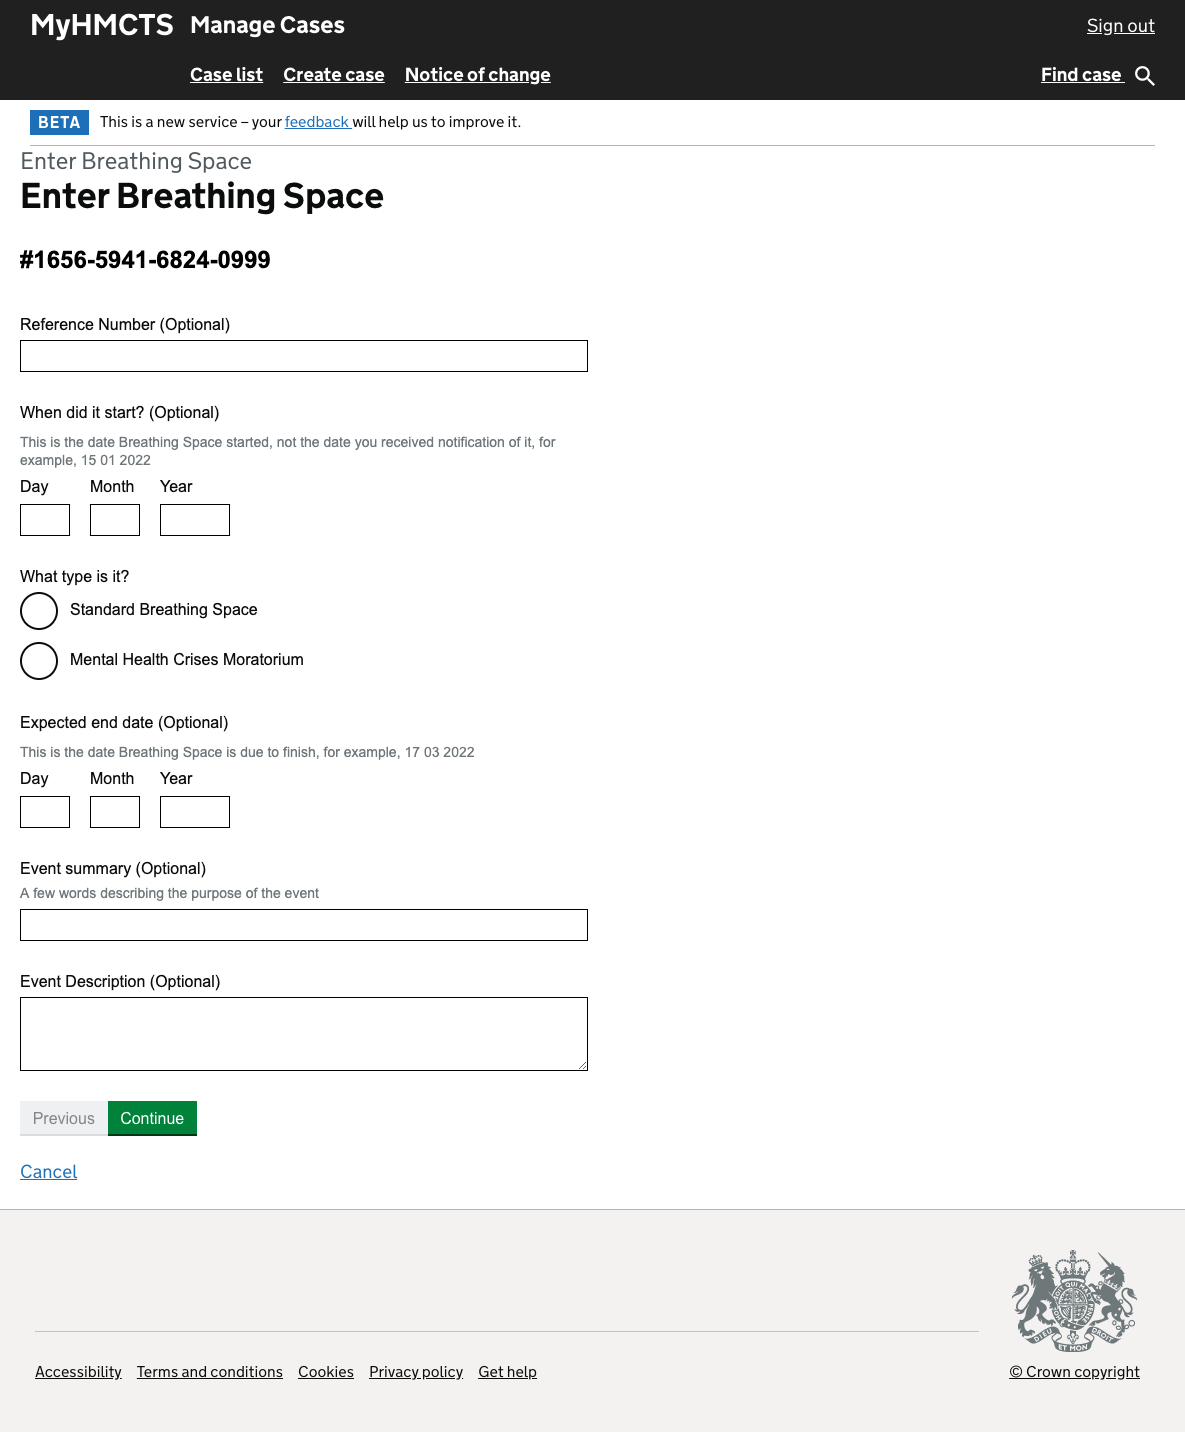 MyHMCTS Manage Cases Sign out
Case list Create case Notice of change Find case
BETA This is a new service – your feedback will help us to improve it.
Enter Breathing Space
Enter Breathing Space
#1656-5941-6824-0999
Reference Number (Optional)
When did it start? (Optional)
This is the date Breathing Space started, not the date you received notification of it, for
example, 15 01 2022
Day Month Year
What type is it?
Standard Breathing Space
Mental Health Crises Moratorium
Expected end date (Optional)
This is the date Breathing Space is due to finish, for example, 17 03 2022
Day Month Year
Event summary (Optional)
A few words describing the purpose of the event
Event Description (Optional)
Previous Continue
Cancel
DIEU ET MON DROIT
Accessibility Terms and conditions Cookies Privacy policy Get help © Crown copyright